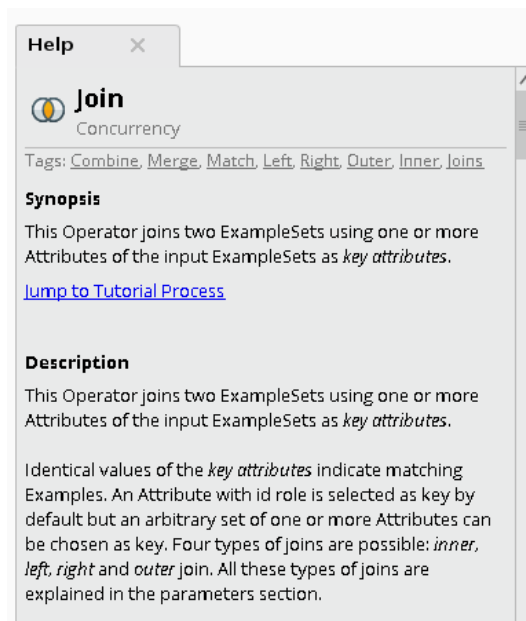 Help
Join
Concurrency
Tags: Combine, Merge, Match, Left, Right, Outer, Inner, Joins
Synopsis
This Operator joins two ExampleSets using one or more
Attributes of the input ExampleSets as key attributes.
Jump to Tutorial Process
Description
This Operator joins two ExampleSets using one or more
Attributes of the input ExampleSets as key attributes.
Identical values of the key attributes indicate matching
Examples. An Attribute with id role is selected as key by
default but an arbitrary set of one or more Attributes can
be chosen as key. Four types of joins are possible: inner,
left, right and outer join. All these types of joins are
explained in the parameters section.